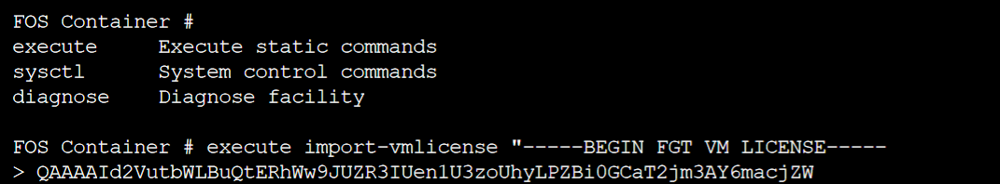 FOS Container #
execute     Execute static commands
sysctl      System control commands
diagnose    Diagnose facility
FOS Container # execute import-vmlicense "-----BEGIN FGT VM LICENSE-----
> QAAAAId2VutbWLBuQtERhWw9JUZR3IUen1U3zoUhyLPZBi0GCaT2jm3AY6macjZW